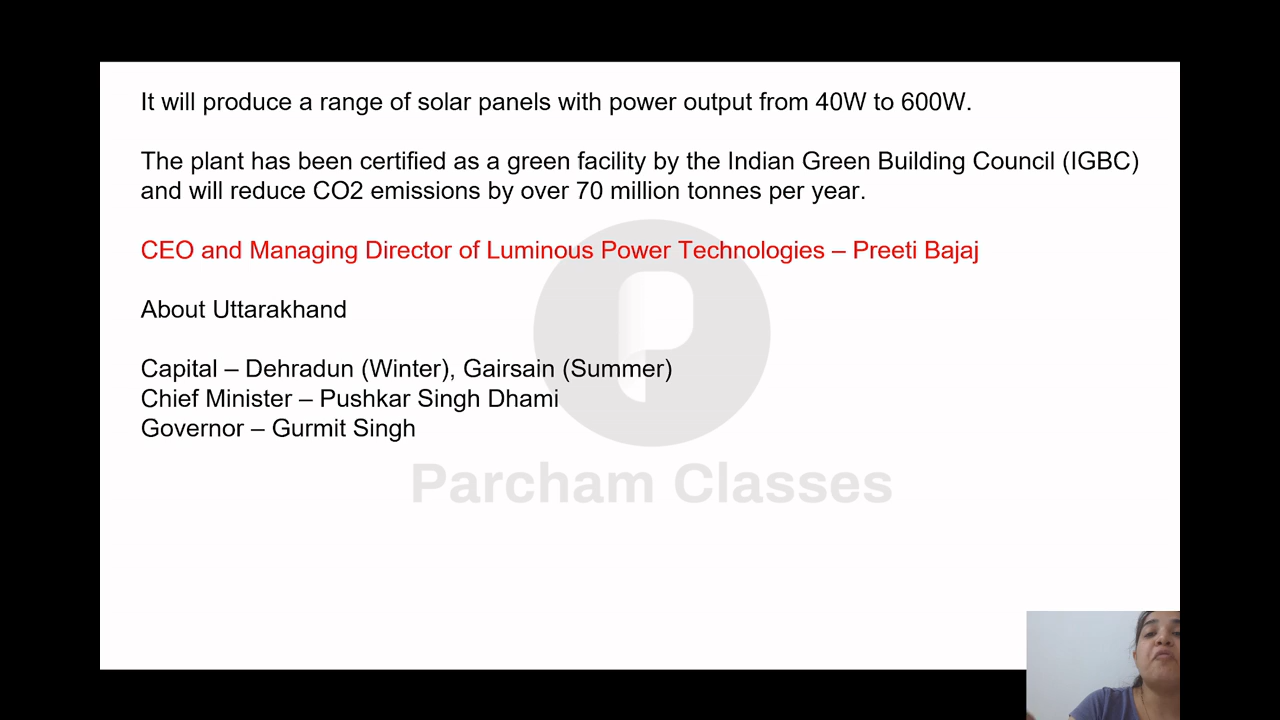 It will produce a range of solar panels with power output from 40W to 600W.
The plant has been certified as a green facility by the Indian Green Building Council (IGBC)
and will reduce CO2 emissions by over 70 million tonnes per year.
CEO and Managing Director of Luminous Power Technologies – Preeti Bajaj
About Uttarakhand
Capital – Dehradun (Winter), Gairsain (Summer)
Chief Minister – Pushkar Singh Dhami
Governor – Gurmit Singh
Parcham Classes